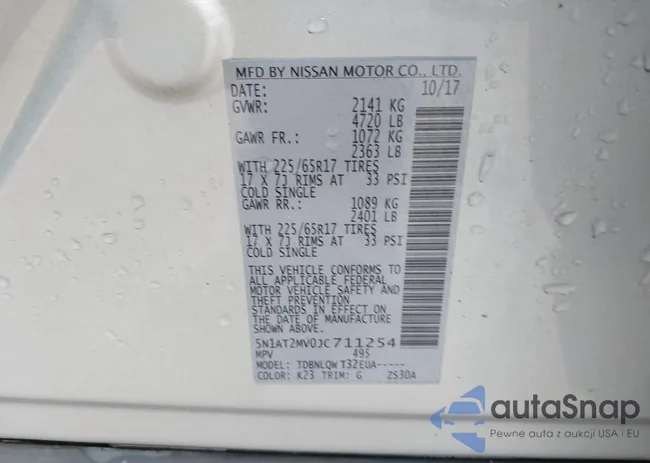 MFD BY NISSAN MOTOR CO., LTD.
DATE: 10/17
GVWR: 2141 KG
4720 LB
GAWR FR.: 1072 KG
2363 LB
WITH 225/65R17 TIRES
17 X 7J RIMS AT 33 PSI
COLD SINGLE
GAWR RR.: 1089 KG
2401 LB
WITH 225/65R17 TIRES
17 X 7J RIMS AT 33 PSI
COLD SINGLE
THIS VEHICLE CONFORMS TO
ALL APPLICABLE FEDERAL
MOTOR VEHICLE SAFETY AND
THEFT PREVENTION
STANDARDS IN EFFECT ON
THE DATE OF MANUFACTURE
SHOWN ABOVE.
5N1AT2MV0JC711254
MPV 495
MODEL: TDBNLQW T32EUA-----
COLOR: K23 TRIM: G ZS30A
autaSnap
Pewne auta z aukcji USA i EU